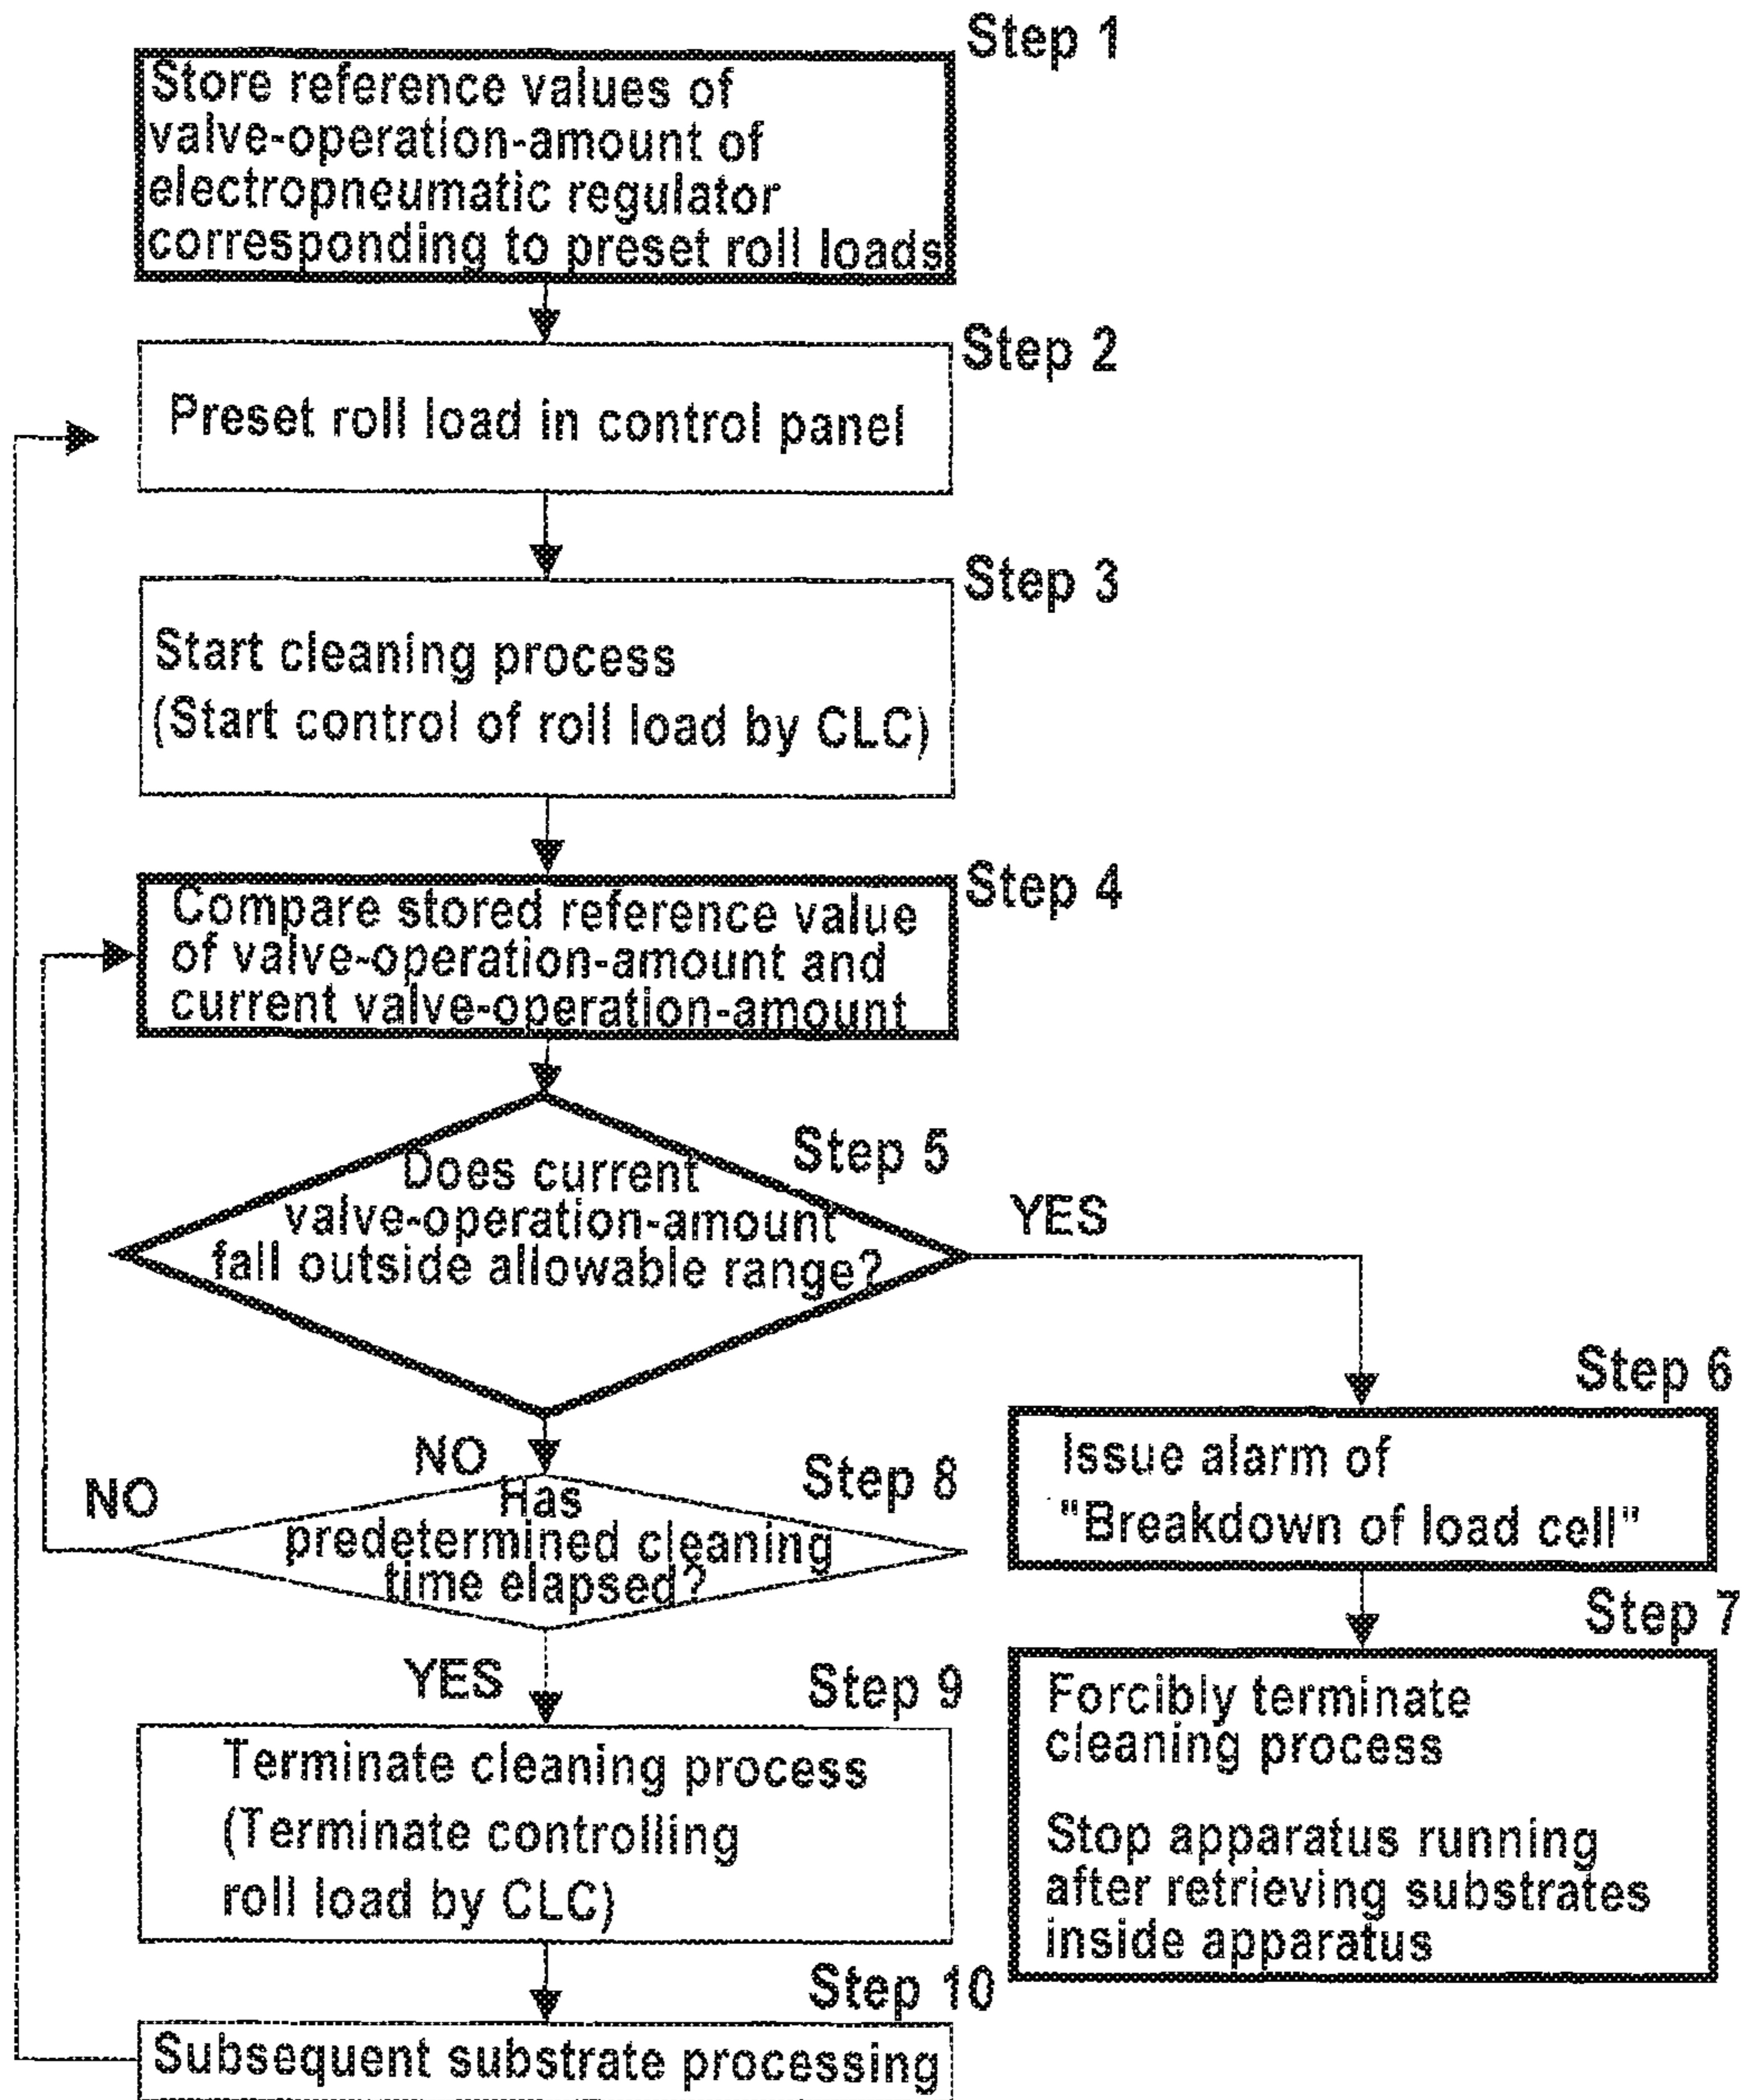 Step 1
Store reference values of
valve-operation-amount of
electropneumatic regulator
corresponding to preset roll loads
Step 2
Preset roll load in control panel
Step 3
Start cleaning process
(Start control of roll load by CLC)
Step 4
Compare stored reference value
of valve-operation-amount and
current valve-operation-amount
Step 5
Does current
valve-operation-amount
fall outside allowable range?
YES
Step 6
Issue alarm of
"Breakdown of load cell"
Step 7
Forcibly terminate
cleaning process
Stop apparatus running
after retrieving substrates
inside apparatus
NO
Step 8
Has
predetermined cleaning
time elapsed?
NO
YES
Step 9
Terminate cleaning process
(Terminate controlling
roll load by CLC)
Step 10
Subsequent substrate processing